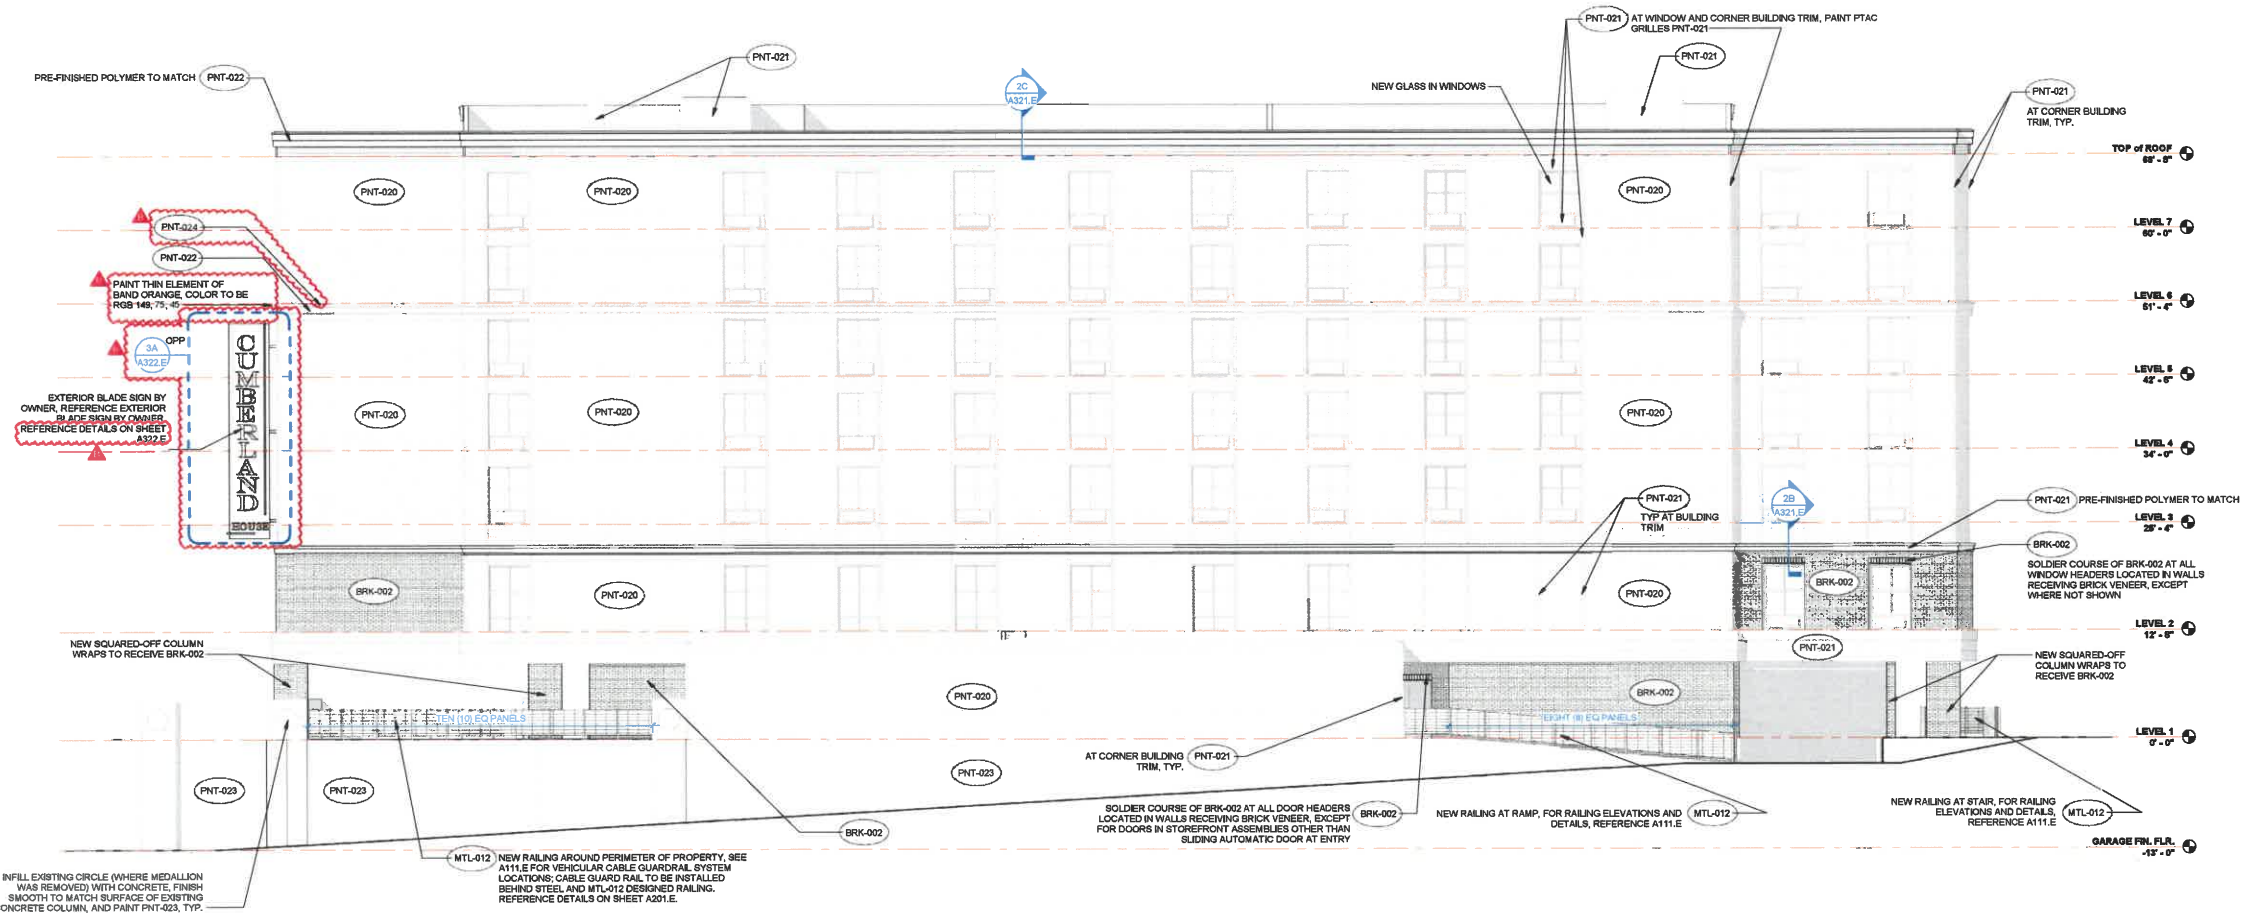 PNT-021 AT WINDOW AND CORNER BUILDING TRIM, PAINT PTAC
GRILLES PNT-021
PNT-021
PNT-021
PRE-FINISHED POLYMER TO MATCH PNT-022
2C
A321.E
NEW GLASS IN WINDOWS
PNT-021
AT CORNER BUILDING
TRIM, TYP.
TOP of ROOF
PNT-020
PNT-020
PNT-020
LEVEL 7
60' - 0"
PNT-024
PNT-022
PAINT THIN ELEMENT OF
BAND ORANGE, COLOR TO BE
RGB 149, 75, 45
LEVEL 6
51' - 4"
OPP
3A
A322.E
CUMBERLAND
HOUSE
LEVEL 5
EXTERIOR BLADE SIGN BY
OWNER, REFERENCE EXTERIOR
BLADE SIGN BY OWNER,
REFERENCE DETAILS ON SHEET
A322.E
PNT-020
PNT-020
PNT-020
LEVEL 4
34' - 0"
PNT-021
TYP AT BUILDING
TRIM
2B
A321.E
PNT-021 PRE-FINISHED POLYMER TO MATCH
LEVEL 3
25' - 4"
BRK-002
SOLDIER COURSE OF BRK-002 AT ALL
WINDOW HEADERS LOCATED IN WALLS
RECEIVING BRICK VENEER, EXCEPT
WHERE NOT SHOWN
BRK-002
PNT-020
PNT-020
BRK-002
LEVEL 2
PNT-021
NEW SQUARED-OFF COLUMN
WRAPS TO RECEIVE BRK-002
NEW SQUARED-OFF
COLUMN WRAPS TO
RECEIVE BRK-002
PNT-020
BRK-002
TEN (10) EQ PANELS
EIGHT (8) EQ PANELS
LEVEL 1
0' - 0"
AT CORNER BUILDING
TRIM, TYP.
PNT-021
PNT-023
PNT-023
PNT-023
SOLDIER COURSE OF BRK-002 AT ALL DOOR HEADERS
LOCATED IN WALLS RECEIVING BRICK VENEER, EXCEPT
FOR DOORS IN STOREFRONT ASSEMBLIES OTHER THAN
SLIDING AUTOMATIC DOOR AT ENTRY
BRK-002
NEW RAILING AT RAMP, FOR RAILING ELEVATIONS AND
DETAILS, REFERENCE A111.E
MTL-012
NEW RAILING AT STAIR, FOR RAILING
ELEVATIONS AND DETAILS,
REFERENCE A111.E
MTL-012
BRK-002
GARAGE FIN. FLR.
-13' - 0"
MTL-012 NEW RAILING AROUND PERIMETER OF PROPERTY, SEE
A111.E FOR VEHICULAR CABLE GUARDRAIL SYSTEM
LOCATIONS; CABLE GUARD RAIL TO BE INSTALLED
BEHIND STEEL AND MTL-012 DESIGNED RAILING.
REFERENCE DETAILS ON SHEET A201.E.
INFILL EXISTING CIRCLE (WHERE MEDALLION
WAS REMOVED) WITH CONCRETE, FINISH
SMOOTH TO MATCH SURFACE OF EXISTING
ONCRETE COLUMN, AND PAINT PNT-023, TYP.